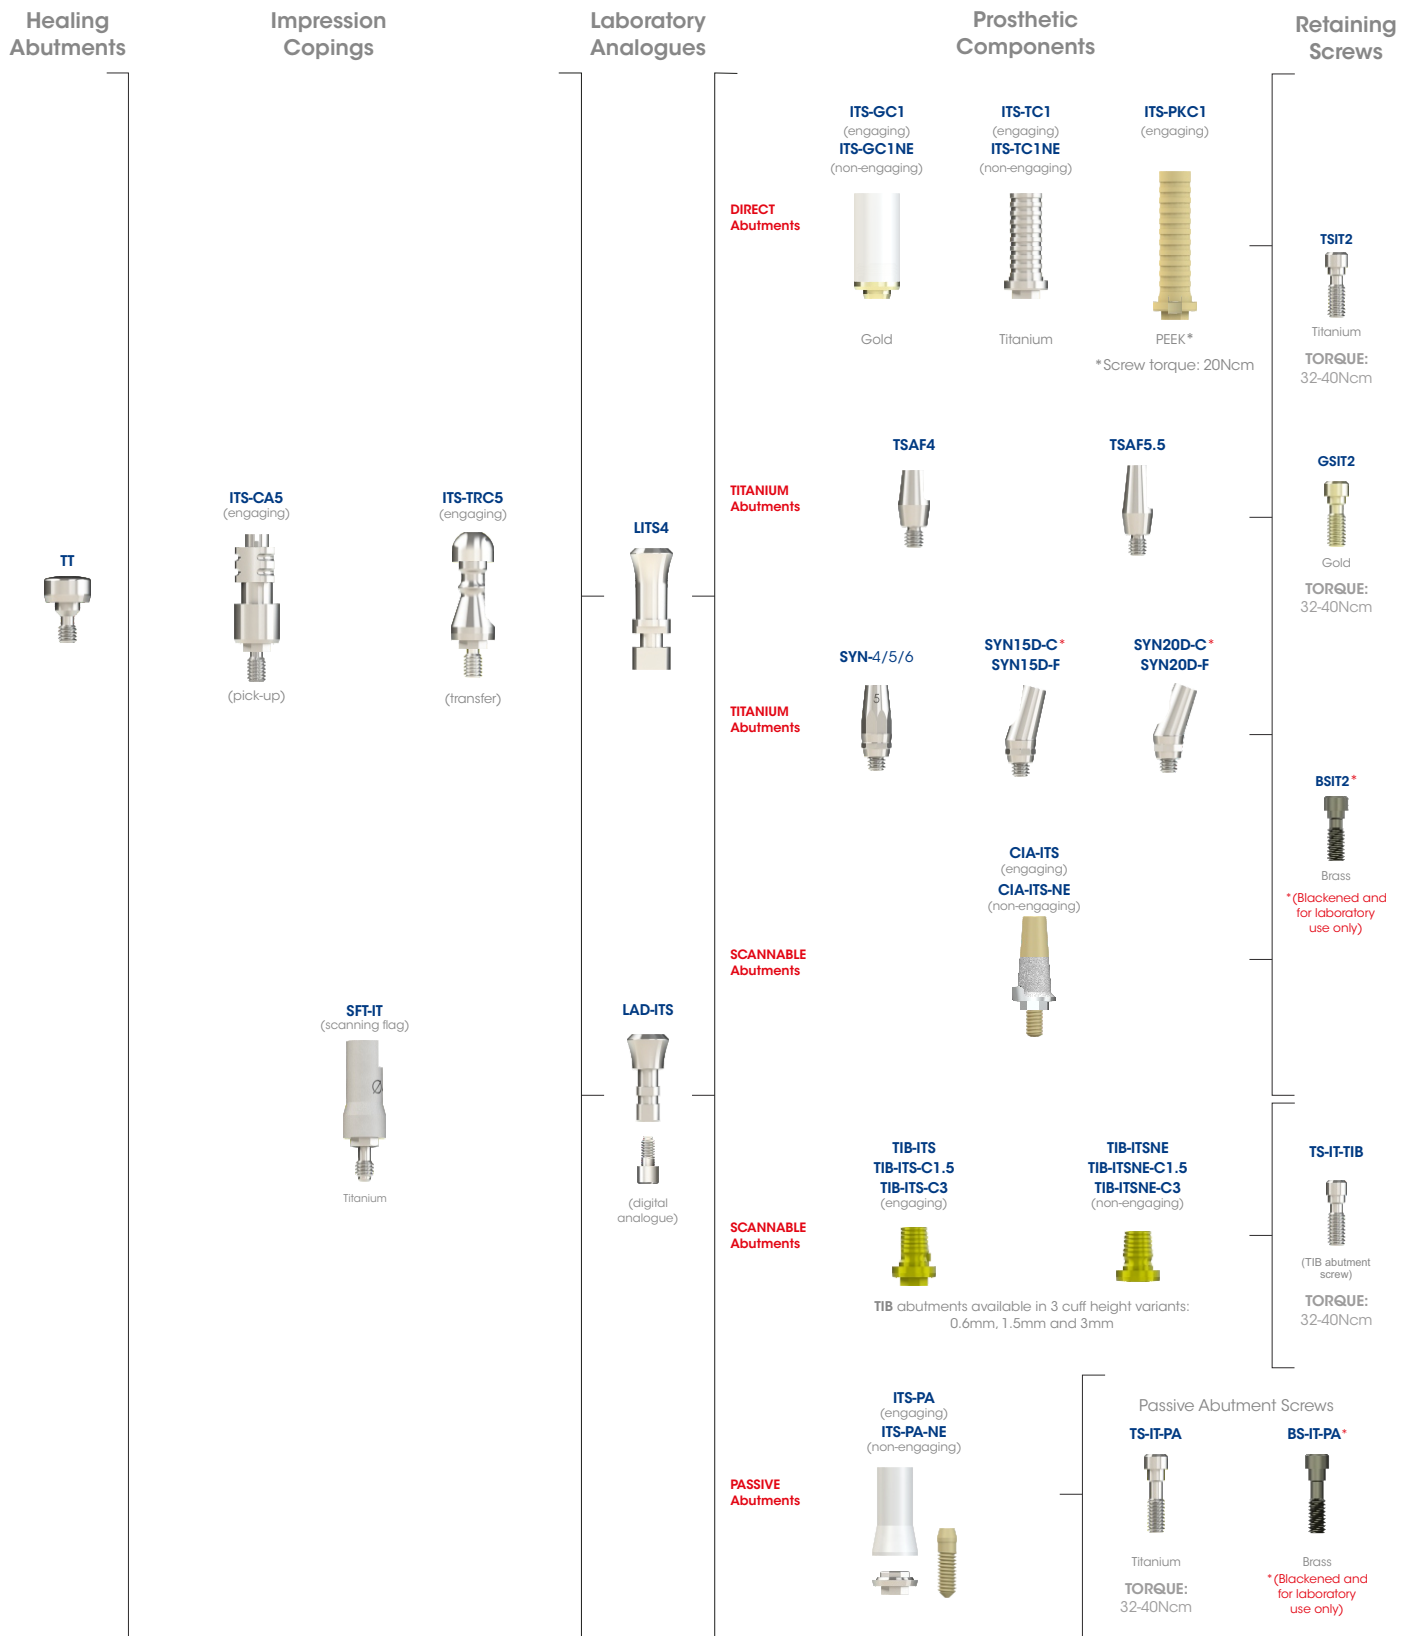 Healing
Abutments
Impression
Copings
Laboratory
Analogues
Prosthetic
Components
Retaining
Screws
TT
ITS-CA5
(engaging)
(pick-up)
ITS-TRC5
(engaging)
(transfer)
SFT-IT
(scanning flag)
Titanium
LITS4
LAD-ITS
(digital
analogue)
DIRECT
Abutments
ITS-GC1
(engaging)
ITS-GC1NE
(non-engaging)
Gold
ITS-TC1
(engaging)
ITS-TC1NE
(non-engaging)
Titanium
ITS-PKC1
(engaging)
PEEK*
*Screw torque: 20Ncm
TITANIUM
Abutments
TSAF4
TSAF5.5
TITANIUM
Abutments
SYN-4/5/6
5
SYN15D-C*
SYN15D-F
SYN20D-C*
SYN20D-F
SCANNABLE
Abutments
CIA-ITS
(engaging)
CIA-ITS-NE
(non-engaging)
SCANNABLE
Abutments
TIB-ITS
TIB-ITS-C1.5
TIB-ITS-C3
(engaging)
TIB-ITSNE
TIB-ITSNE-C1.5
TIB-ITSNE-C3
(non-engaging)
TIB abutments available in 3 cuff height variants:
0.6mm, 1.5mm and 3mm
PASSIVE
Abutments
ITS-PA
(engaging)
ITS-PA-NE
(non-engaging)
TSIT2
Titanium
TORQUE:
32-40Ncm
GSIT2
Gold
TORQUE:
32-40Ncm
BSIT2*
Brass
*(Blackened and
for laboratory
use only)
TS-IT-TIB
(TIB abutment
screw)
TORQUE:
32-40Ncm
Passive Abutment Screws
TS-IT-PA
Titanium
TORQUE:
32-40Ncm
BS-IT-PA*
Brass
*(Blackened and
for laboratory
use only)